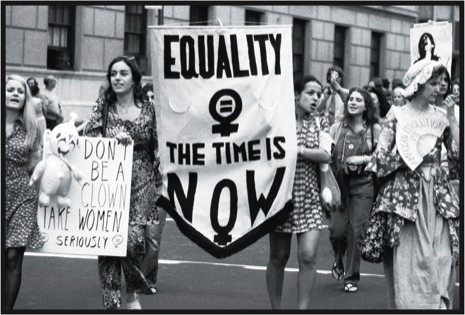 EQUALITY
THE TIME IS
NOW
DON'T
BE A
CLOWN
TAKE WOMEN
SERIOUSLY